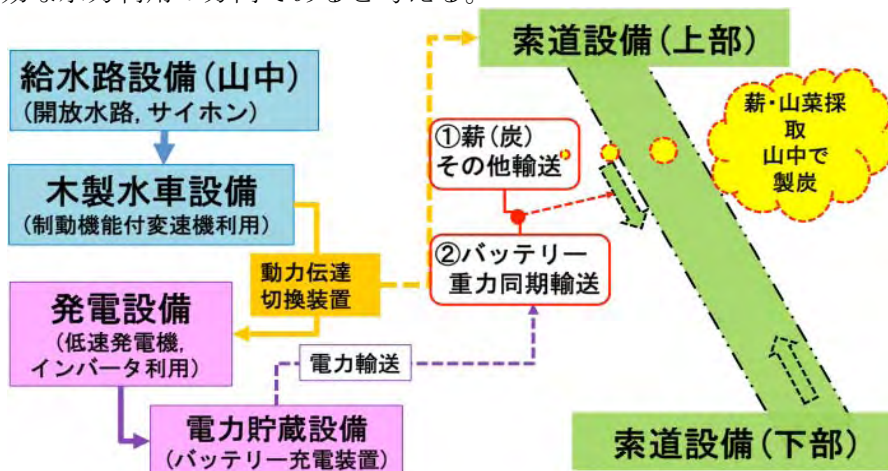 給水路設備(山中)
(開放水路, サイホン)
木製水車設備
(制動機能付変速機利用)
動力伝達
切換装置
発電設備
(低速発電機,
インバータ利用)
電力輸送
電力貯蔵設備
(バッテリー充電装置)
索道設備(上部)
①薪(炭)
その他輸送
②バッテリー
重力同期輸送
薪・山菜採
取
山中で
製炭
索道設備(下部)